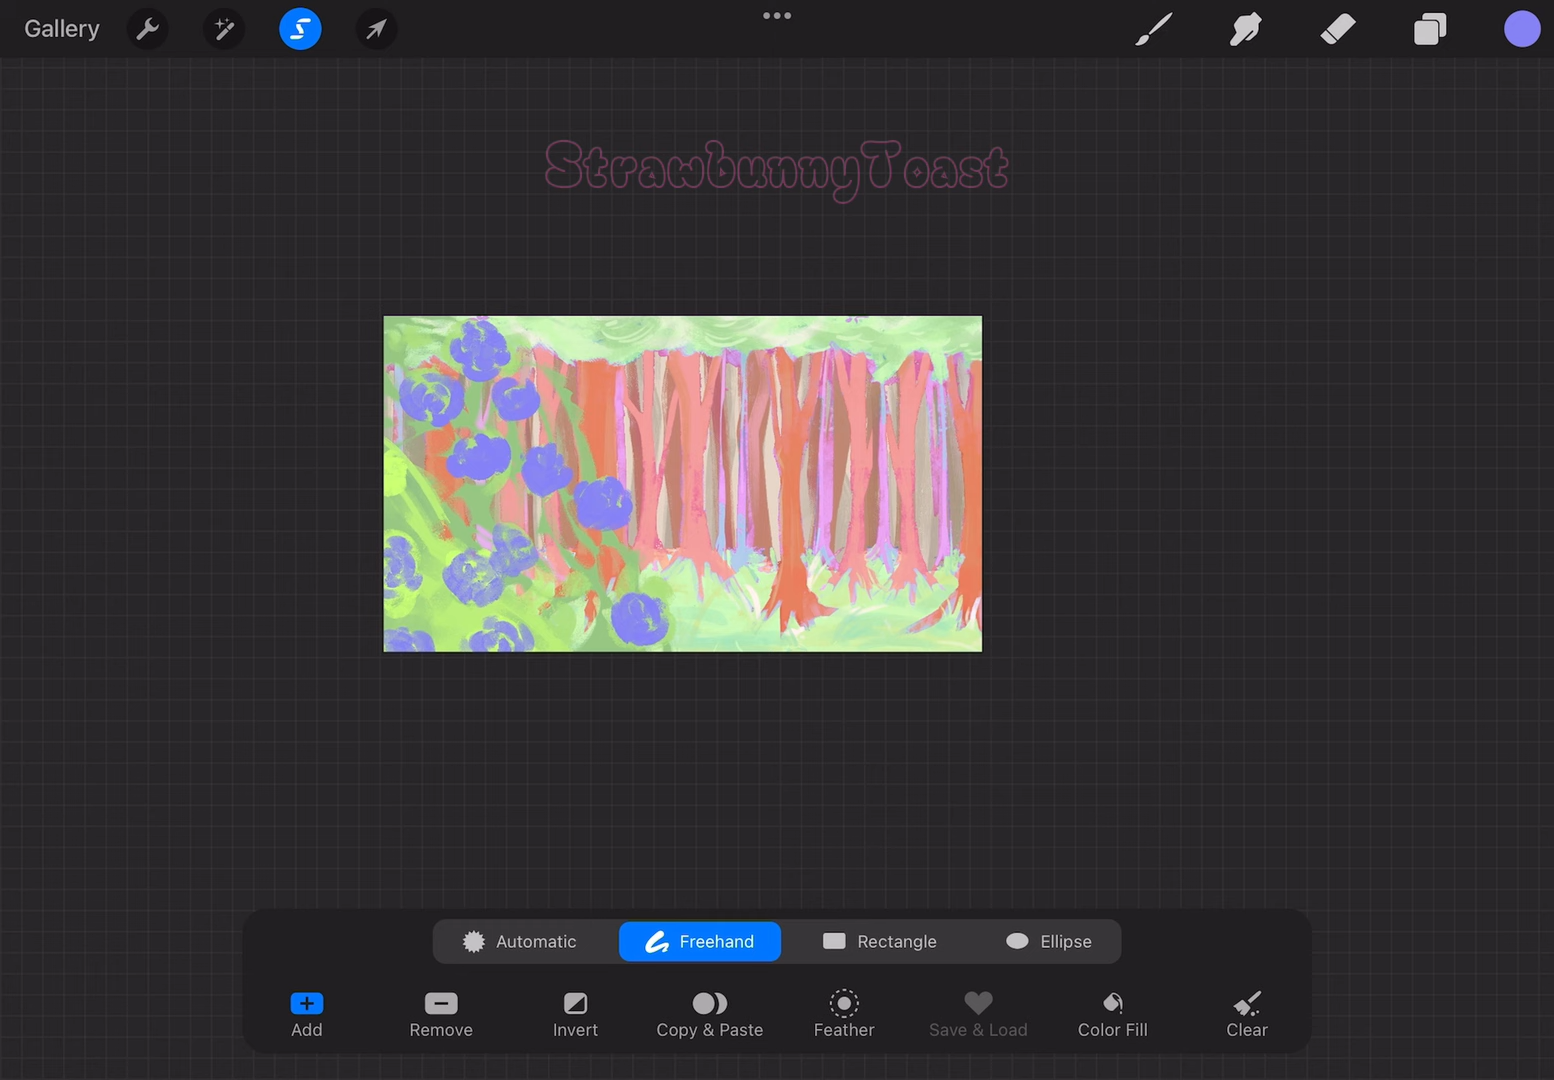 Gallery
StrawbunnyToast
Automatic Freehand Rectangle Ellipse
Add Remove Invert Copy & Paste Feather Save & Load Color Fill Clear